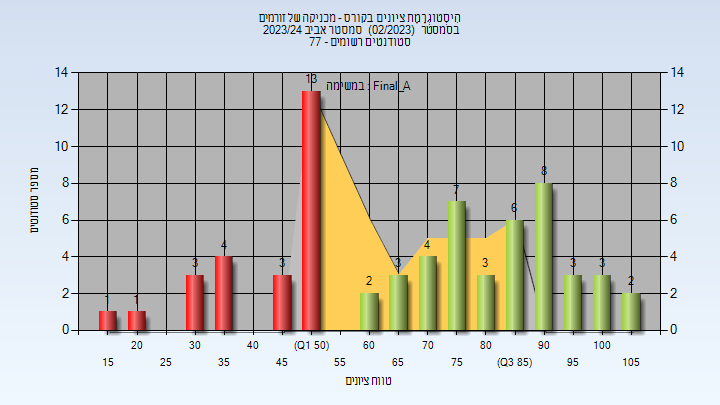 היסטוגרמת ציונים בקורס - מכניקה של זורמים
בסמסטר (02/2023) סמסטר אביב 2023/24
סטודנטים רשומים - 77
במשימה : Final_A
מספר סטודנטים
14 12 10 8 6 4 2 0
14 12 10 8 6 4 2 0
1 1 3 4 3 13 2 3 4 7 3 6 8 3 3 2
20 30 40 (Q1 50) 60 70 80 90 100
15 25 35 45 55 65 75 (Q3 85) 95 105
טווח ציונים